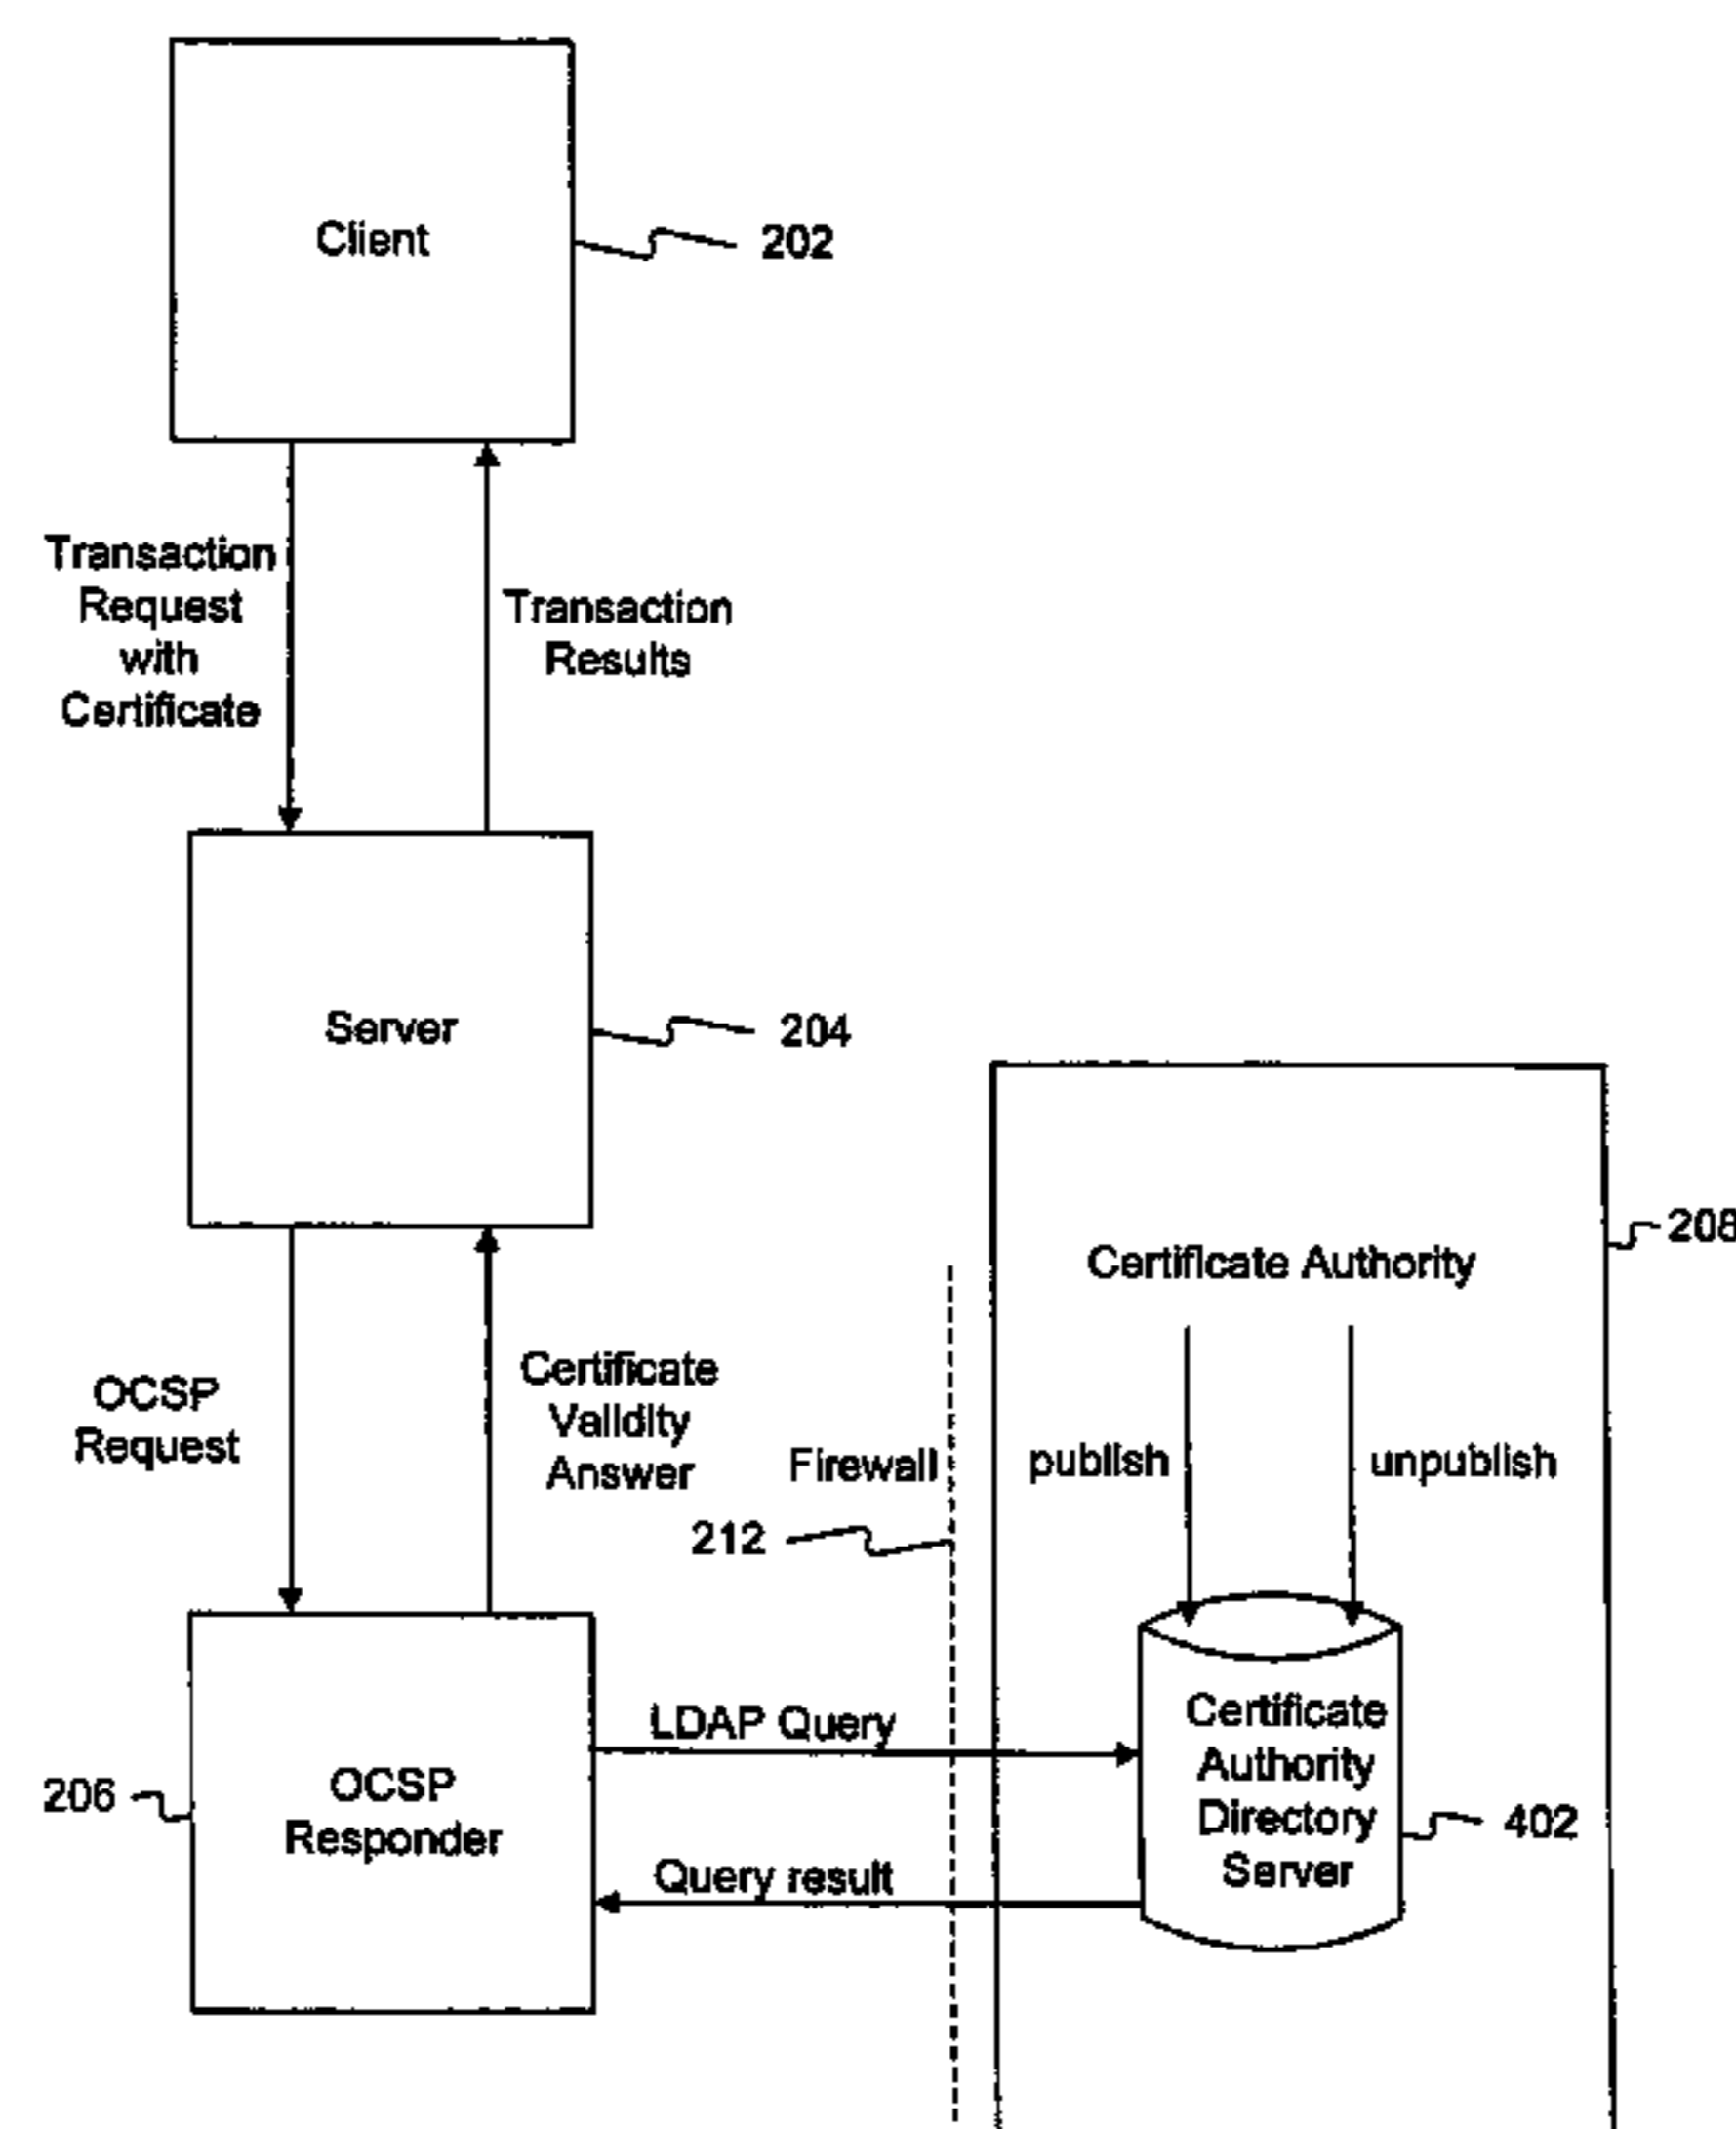 Client
202
Transaction
Request
with
Certificate
Transaction
Results
Server
204
208
Certificate Authority
OCSP
Request
Certificate
Validity
Answer
Firewall
212
publish
unpublish
LDAP Query
Query result
206
OCSP
Responder
Certificate
Authority
Directory
Server
402